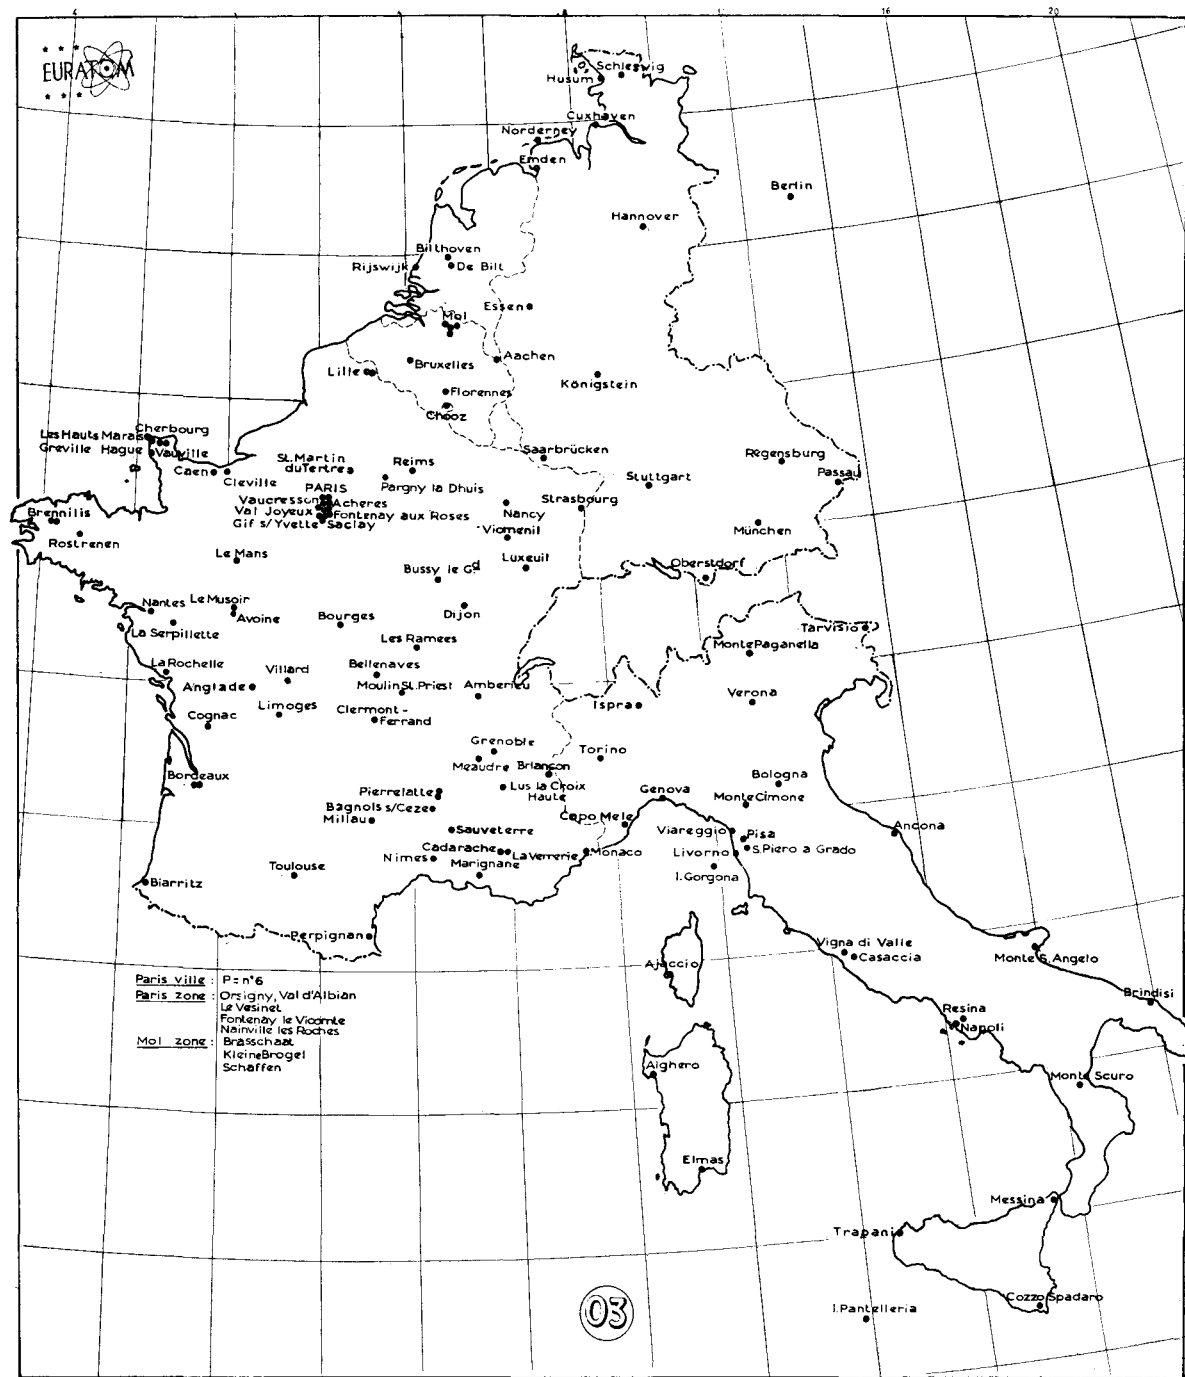 4
16
20
EURATOM
Schleswig
Husum
Cuxhaven
Norderney
Emden
Berlin
Hannover
Bilthoven
Rijswijk
De Bilt
Essen
Mol
Aachen
Bruxelles
Lille
Königstein
Florennes
Chooz
Cherbourg
Les Hauts Marais
Greville Hague
Vauville
Caen
Cleville
St. Martin
du Tertre
Reims
Saarbrücken
Regensburg
Passau
Stuttgart
Pargny la Dhuis
PARIS
Vaucresson
Acheres
Val Joyeux
Fontenay aux Roses
Gif s/Yvette
Saclay
Strasbourg
Nancy
Brennilis
Rostrenen
Viomenil
München
Le Mans
Luxeuil
Bussy le Gd
Oberstdorf
Nantes
Le Musoir
Avoine
Bourges
Dijon
La Serpillette
Les Ramees
Tarvisio
Monte Paganella
La Rochelle
Villard
Bellenaves
Anglade
Moulin St. Priest
Amberieu
Verona
Ispra
Limoges
Clermont-
Ferrand
Cognac
Grenoble
Torino
Meaudre
Briançon
Bordeaux
Bologna
Pierrelatte
Lus la Croix
Haute
Genova
Monte Cimone
Bagnols s/Ceze
Millau
Capo Mele
Sauveterre
Viareggio
Pisa
Ancona
Cadarache
La Verrerie
Monaco
Livorno
S. Piero a Grado
Nimes
Marignane
I. Gorgona
Toulouse
Biarritz
Perpignan
Vigna di Valle
Casaccia
Monte S. Angelo
Ajaccio
Brindisi
Paris ville : P = n°6
Paris zone : Orsigny, Val d'Albian
Le Vesinet
Fontenay le Vicomte
Nainville les Roches
Mol zone : Brasschaat
Kleine Brogel
Schaffen
Resina
Napoli
Alghero
Monte Scuro
Elmas
Messina
Trapani
Cozzo Spadaro
I. Pantelleria
03